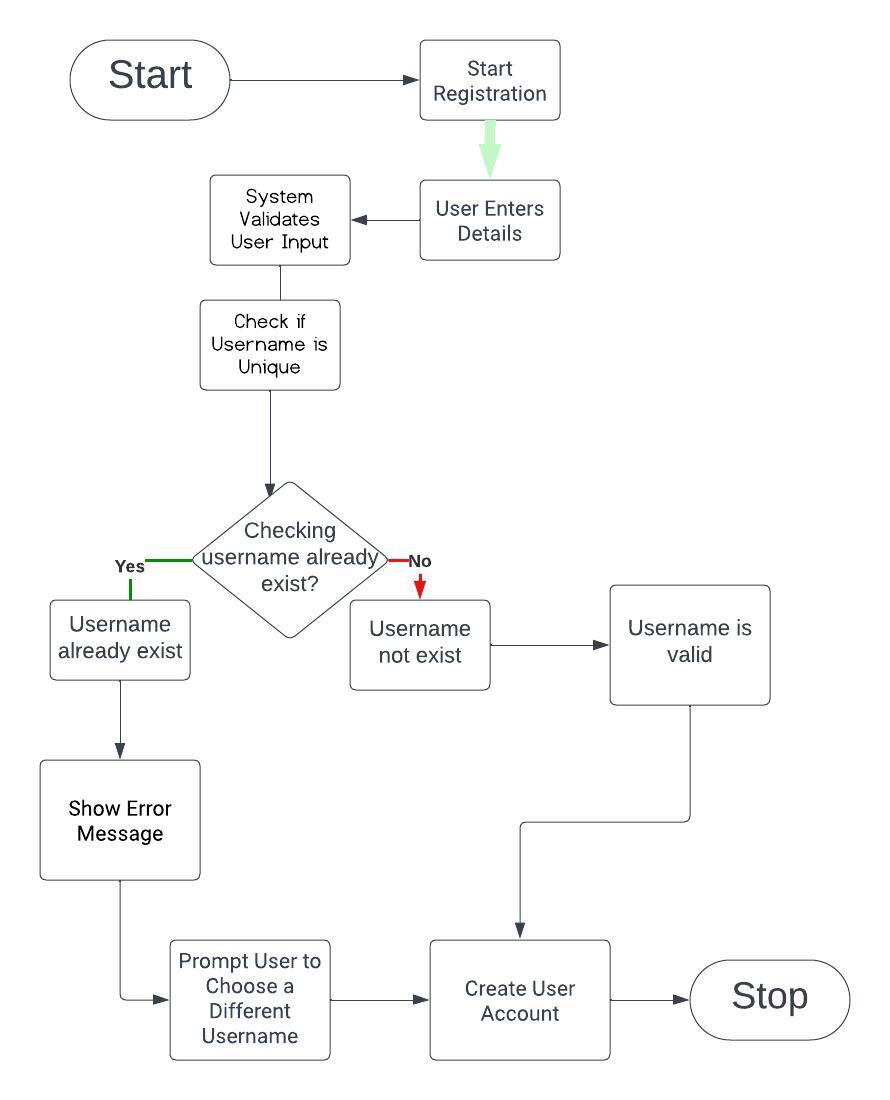 Start
Start
Registration
System
Validates
User Input
User Enters
Details
Check if
Username is
Unique
Checking
username already
exist?
Yes
No
Username
already exist
Username
not exist
Username is
valid
Show Error
Message
Prompt User to
Choose a
Different
Username
Create User
Account
Stop